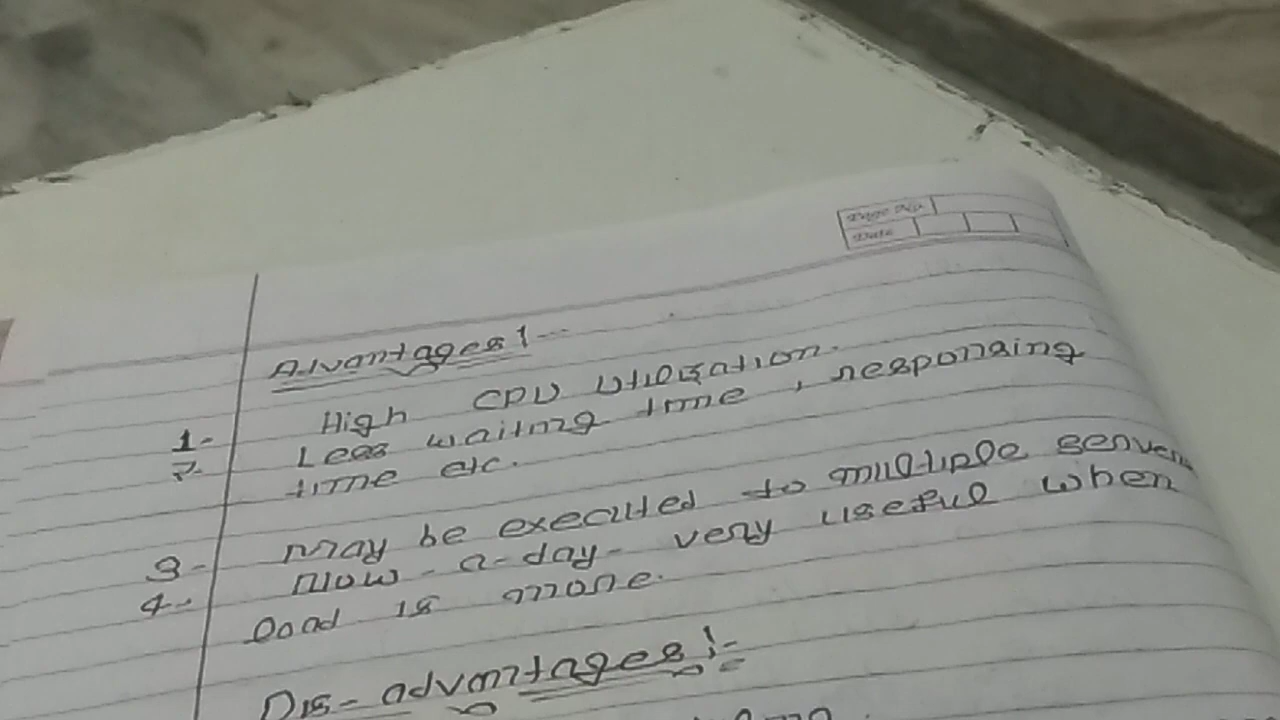 Page No.
Date
Advantages:-
1- High CPU Utilization.
2- Less waiting time, responsing
time etc.
3- May be executed to multiple servers
4- Now-a-day- very useful when
load is more.
Dis-advantages:-